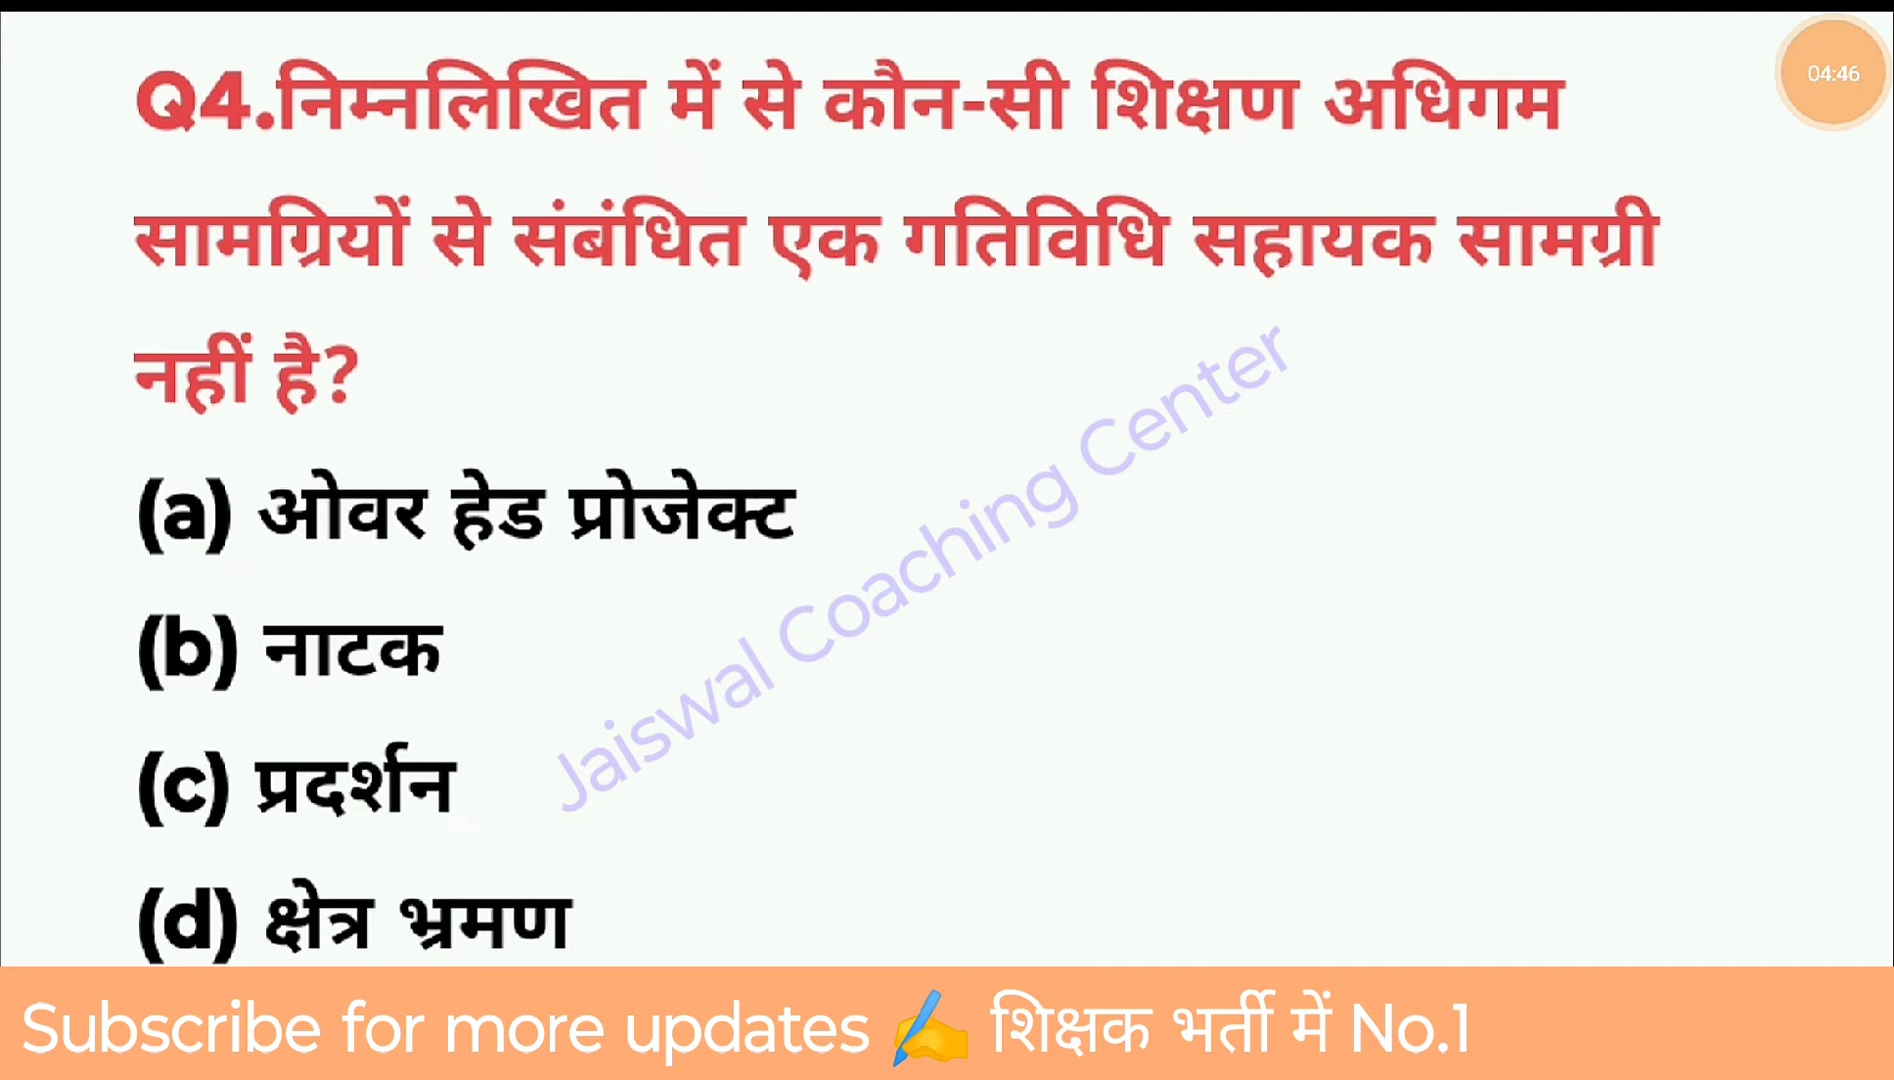 04:46
Q4.निम्नलिखित में से कौन-सी शिक्षण अधिगम
सामग्रियों से संबंधित एक गतिविधि सहायक सामग्री
नहीं है?
(a) ओवर हेड प्रोजेक्ट
(b) नाटक
(c) प्रदर्शन
(d) क्षेत्र भ्रमण
Jaiswal Coaching Center
Subscribe for more updates ✍️ शिक्षक भर्ती में No.1